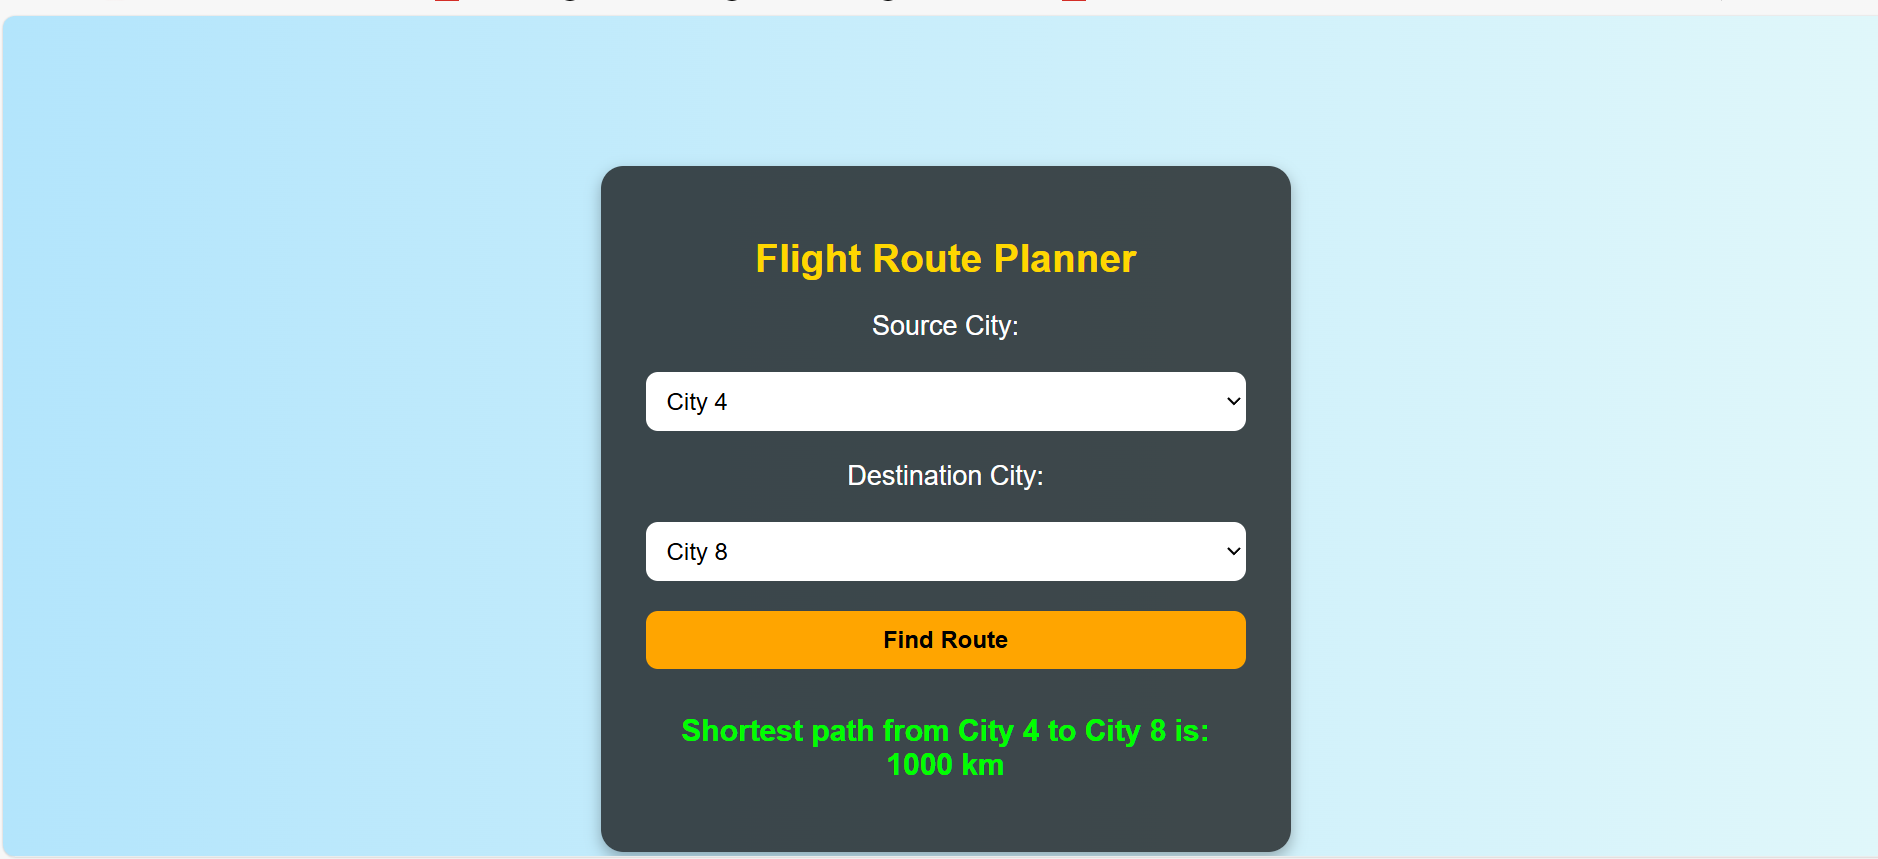 Flight Route Planner
Source City:
City 4
Destination City:
City 8
Find Route
Shortest path from City 4 to City 8 is:
1000 km